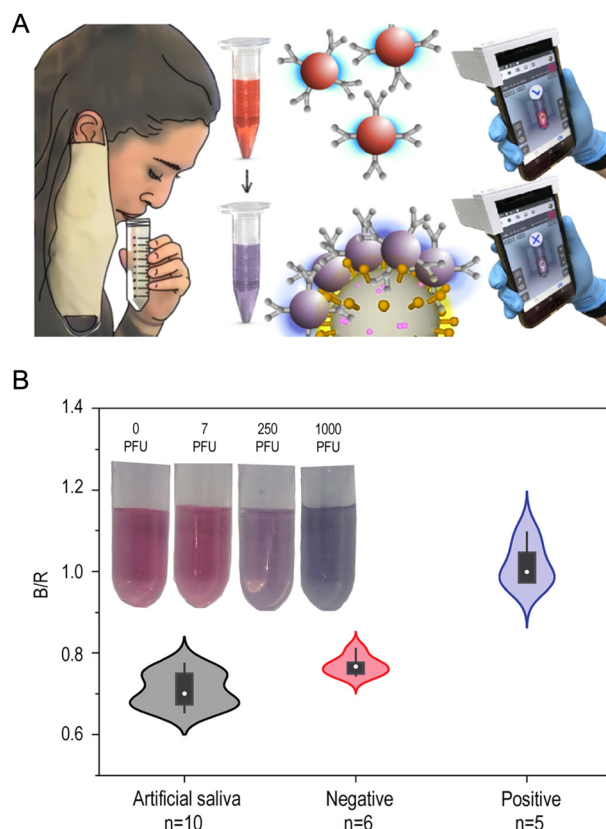 A
B
1.4
1.2
1.0
0.8
0.6
B/R
0 7 250 1000
PFU PFU PFU PFU
Artificial saliva Negative Positive
n=10 n=6 n=5